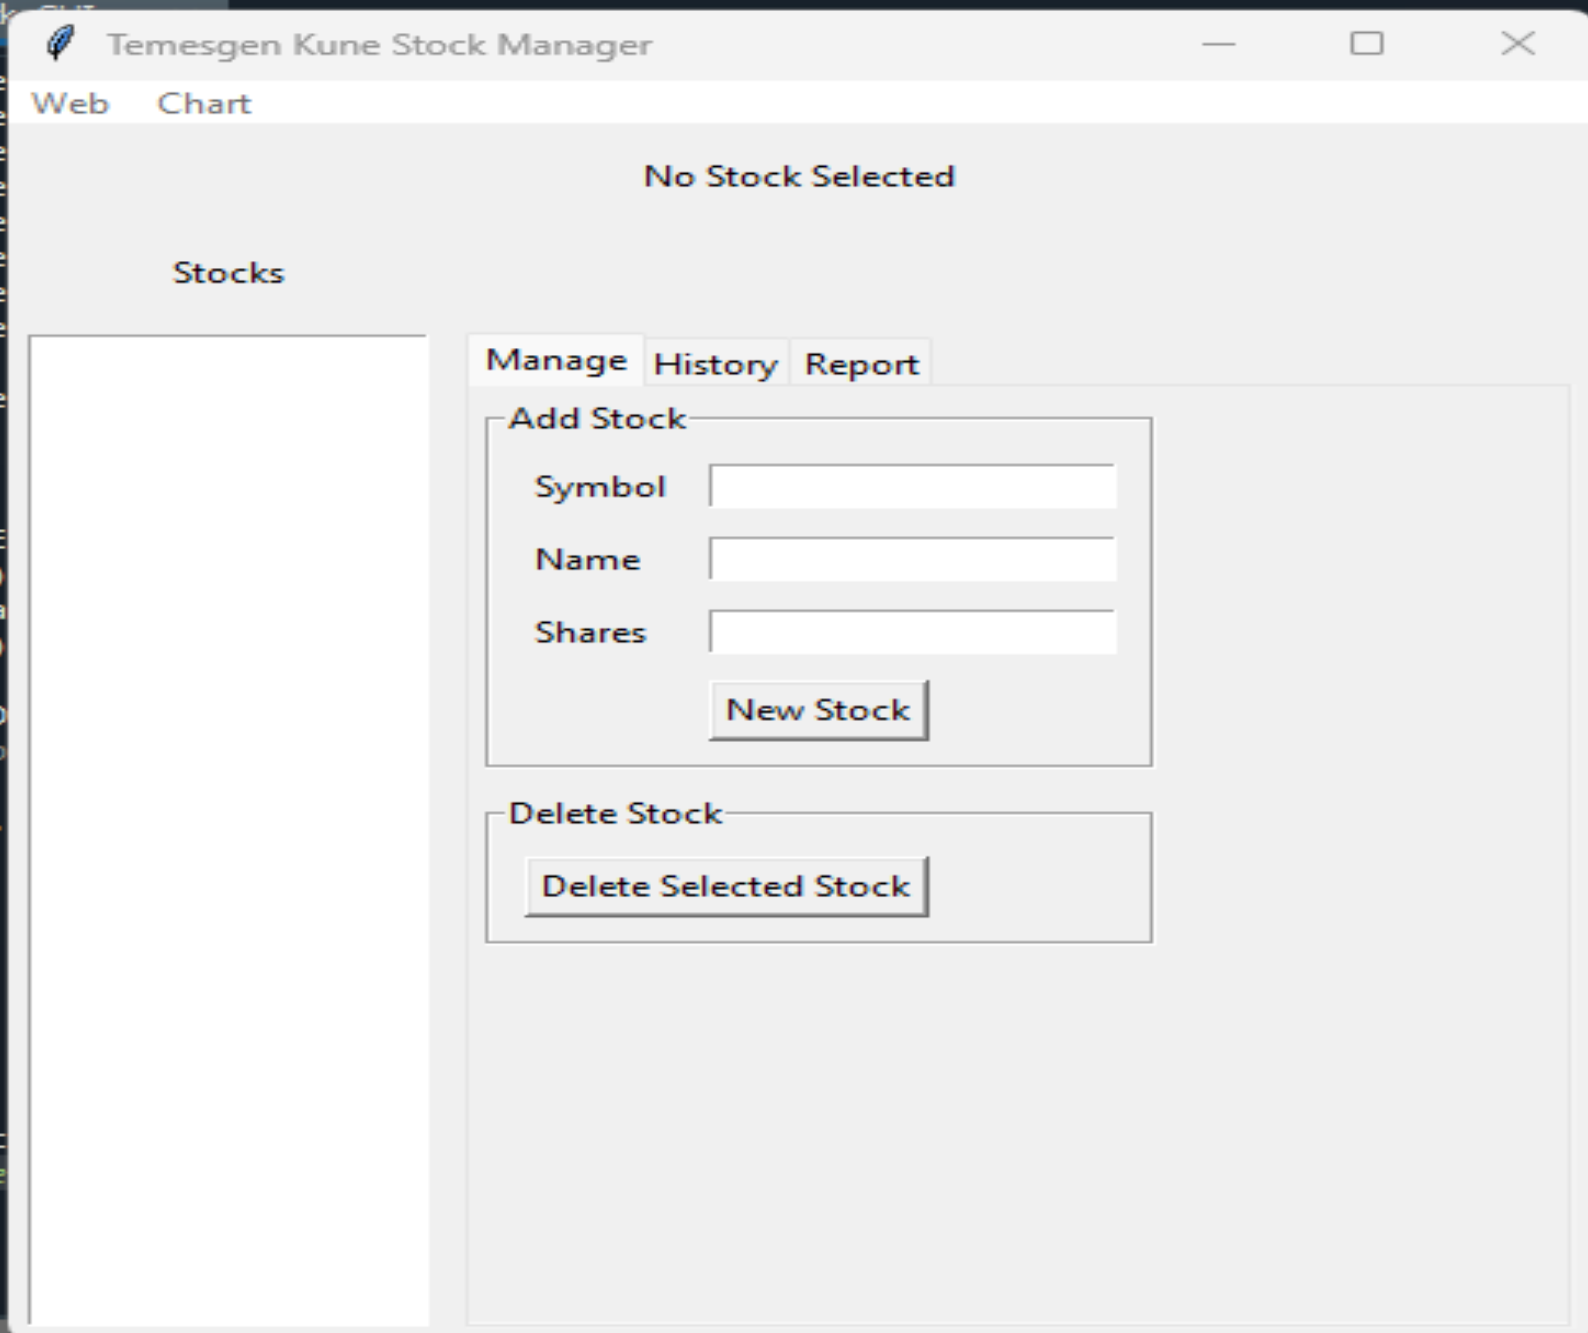 Temesgen Kune Stock Manager
Web Chart
No Stock Selected
Stocks
Manage History Report
Add Stock
Symbol
Name
Shares
New Stock
Delete Stock
Delete Selected Stock